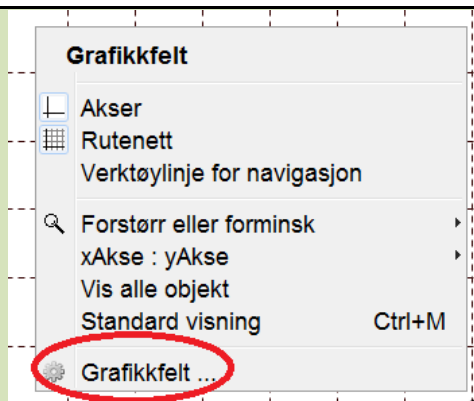 Grafikkfelt
Akser
Rutenett
Verktøylinje for navigasjon
Forstørr eller forminsk
xAkse : yAkse
Vis alle objekt
Standard visning Ctrl+M
Grafikkfelt ...